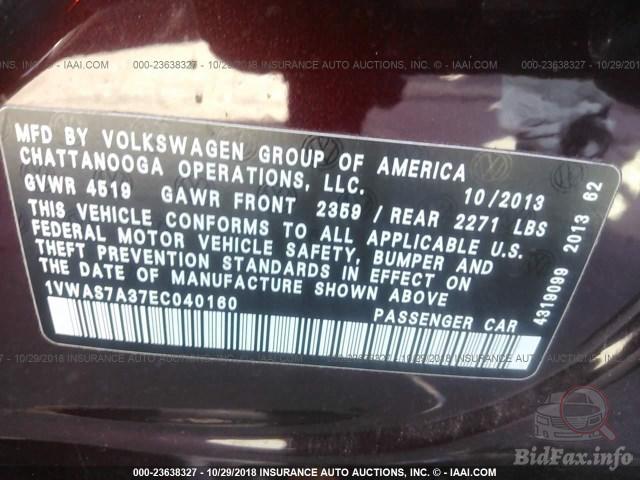 000-23638327 - 10/29/2018 INSURANCE AUTO AUCTIONS, INC. - IAAI.COM
MFD BY VOLKSWAGEN GROUP OF AMERICA
CHATTANOOGA OPERATIONS, LLC.
10/2013
GVWR 4519 GAWR FRONT 2359 / REAR 2271 LBS
THIS VEHICLE CONFORMS TO ALL APPLICABLE U.S.
FEDERAL MOTOR VEHICLE SAFETY, BUMPER AND
THEFT PREVENTION STANDARDS IN EFFECT ON
THE DATE OF MANUFACTURE SHOWN ABOVE.
1VWAS7A37EC040160
PASSENGER CAR
4319099 2013 62
000-23638327 - 10/29/2018 INSURANCE AUTO AUCTIONS, INC. - IAAI.COM
BidFax.info